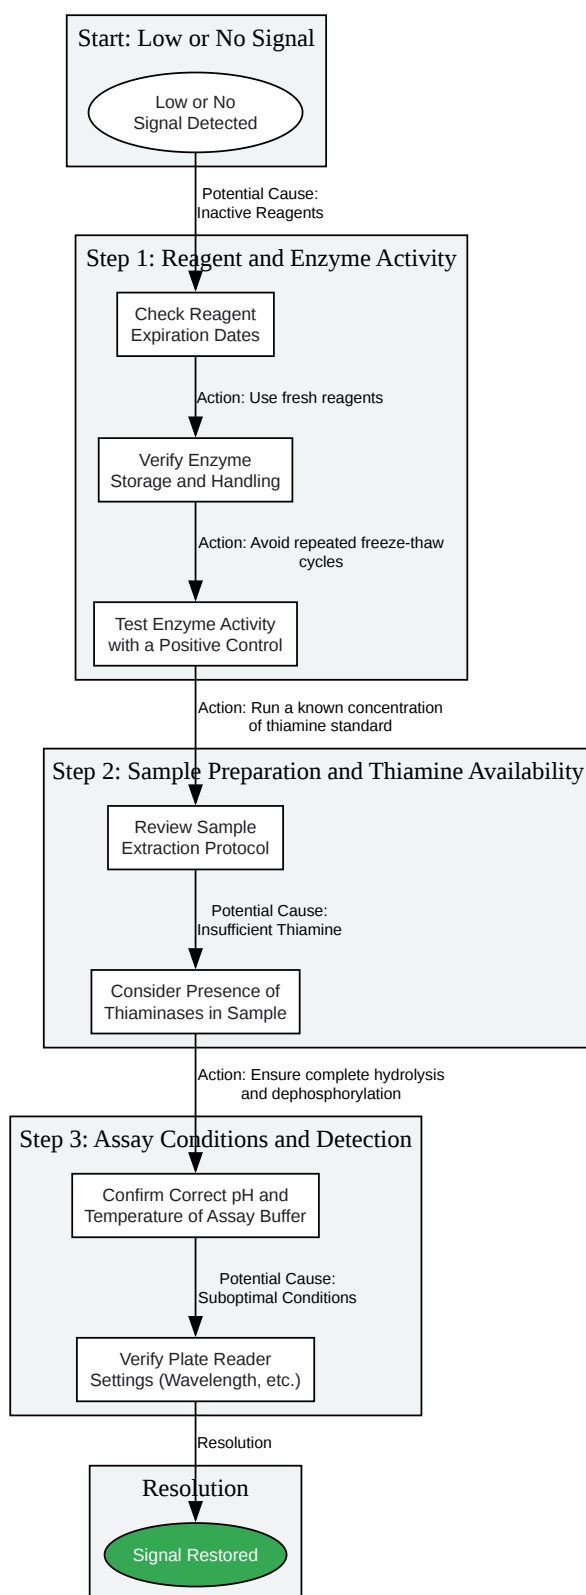 Start: Low or No Signal
Low or No
Signal Detected
Potential Cause:
Inactive Reagents
Step 1: Reagent and Enzyme Activity
Check Reagent
Expiration Dates
Action: Use fresh reagents
Verify Enzyme
Storage and Handling
Action: Avoid repeated freeze-thaw
cycles
Test Enzyme Activity
with a Positive Control
Action: Run a known concentration
of thiamine standard
Step 2: Sample Preparation and Thiamine Availability
Review Sample
Extraction Protocol
Potential Cause:
Insufficient Thiamine
Consider Presence of
Thiaminases in Sample
Action: Ensure complete hydrolysis
and dephosphorylation
Step 3: Assay Conditions and Detection
Confirm Correct pH and
Temperature of Assay Buffer
Potential Cause:
Suboptimal Conditions
Verify Plate Reader
Settings (Wavelength, etc.)
Resolution
Resolution
Signal Restored